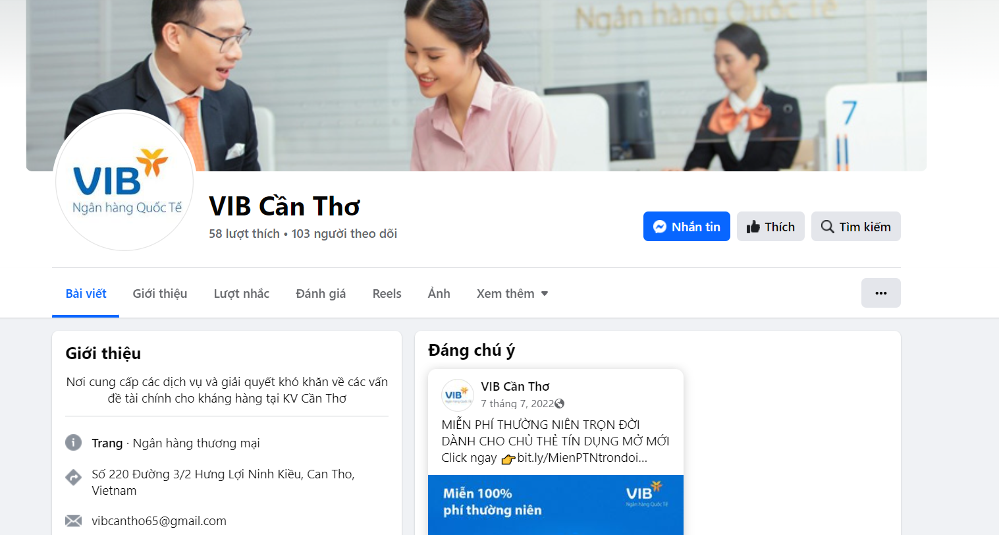 Ngân hàng Quốc Tế
7
VIB
Ngân hàng Quốc Tế
VIB Cần Thơ
58 lượt thích • 103 người theo dõi
Nhắn tin
Thích
Tìm kiếm
Bài viết
Giới thiệu
Lượt nhắc
Đánh giá
Reels
Ảnh
Xem thêm
Giới thiệu
Nơi cung cấp các dịch vụ và giải quyết khó khăn về các vấn
đề tài chính cho kháng hàng tại KV Cần Thơ
Trang · Ngân hàng thương mại
Số 220 Đường 3/2 Hưng Lợi Ninh Kiều, Can Tho,
Vietnam
vibcantho65@gmail.com
Đáng chú ý
VIB
Ngân hàng Quốc Tế
VIB Cần Thơ
7 tháng 7, 2022
MIỄN PHÍ THƯỜNG NIÊN TRỌN ĐỜI
DÀNH CHO CHỦ THẺ TÍN DỤNG MỞ MỚI
Click ngay 👉bit.ly/MienPTNtrondoi...
Miễn 100%
phí thường niên
VIB
Ngân hàng Quốc Tế